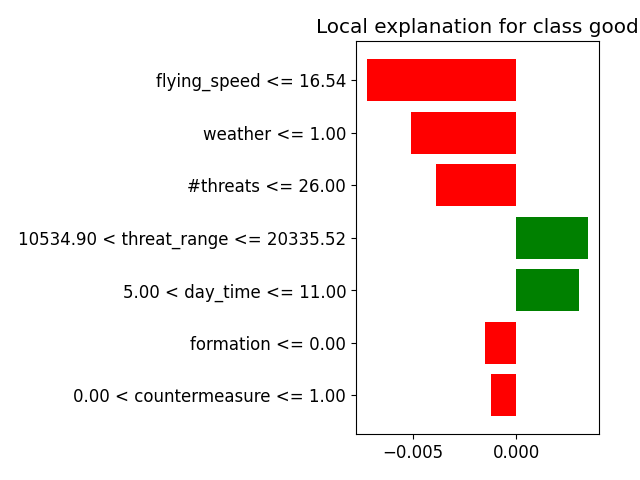 Local explanation for class good
flying_speed <= 16.54
weather <= 1.00
#threats <= 26.00
10534.90 < threat_range <= 20335.52
5.00 < day_time <= 11.00
formation <= 0.00
0.00 < countermeasure <= 1.00
−0.005 0.000